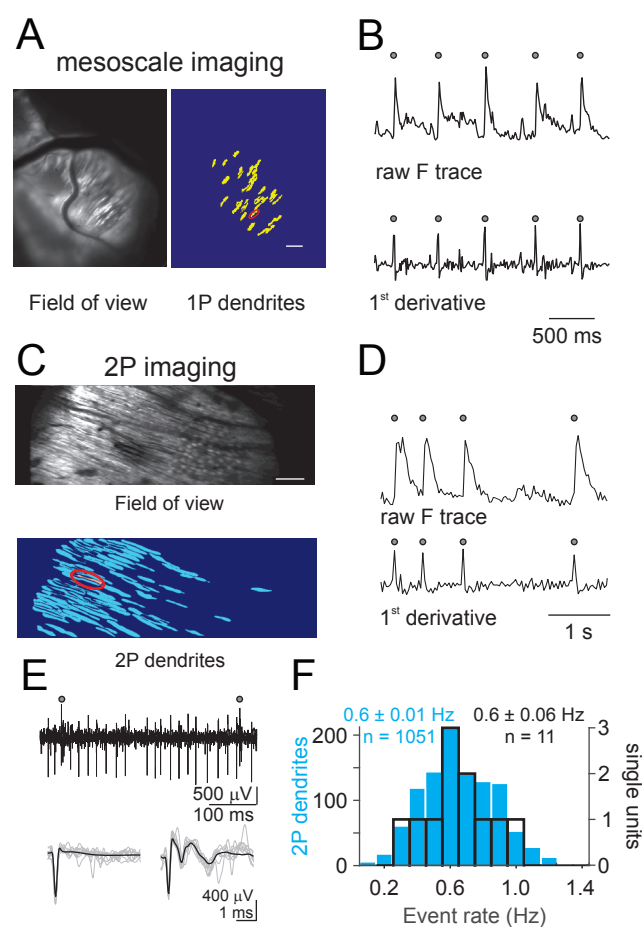 A
mesoscale imaging
Field of view
1P dendrites
B
raw F trace
1st derivative
500 ms
C
2P imaging
Field of view
2P dendrites
D
raw F trace
1st derivative
1 s
E
500 µV
100 ms
400 µV
1 ms
F
0.6 ± 0.01 Hz
n = 1051
0.6 ± 0.06 Hz
n = 11
2P dendrites
200
100
0
single units
3
2
1
0
0.2 0.6 1.0 1.4
Event rate (Hz)